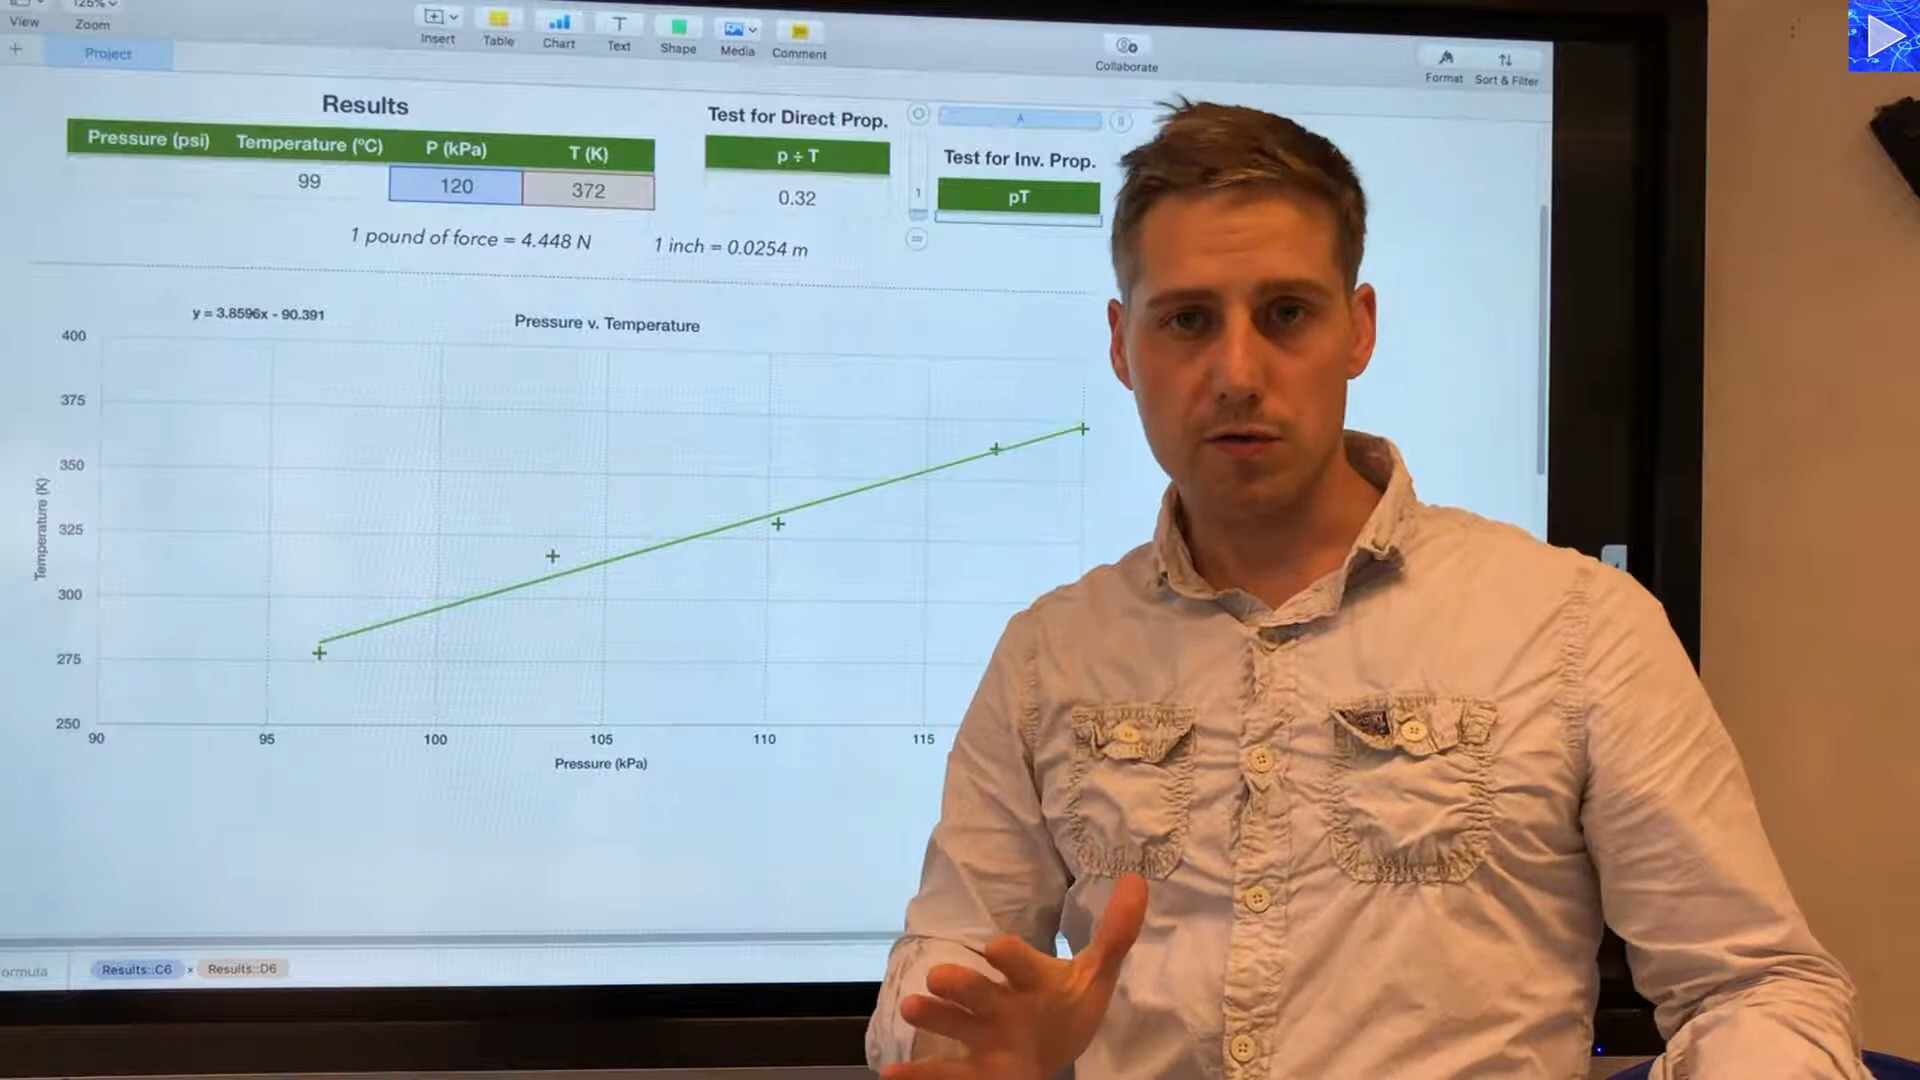 125%
View
Zoom
Insert
Table
Chart
Text
Shape
Media
Comment
Collaborate
Format
Sort & Filter
Project
Results
Pressure (psi) Temperature (ºC) P (kPa) T (K)
99 120 372
Test for Direct Prop.
p ÷ T
0.32
A
1
Test for Inv. Prop.
pT
1 pound of force = 4.448 N
1 inch = 0.0254 m
y = 3.8596x - 90.391
Pressure v. Temperature
400
375
350
325
300
275
250
Temperature (K)
90 95 100 105 110 115
Pressure (kPa)
Results::C6 × Results::D6